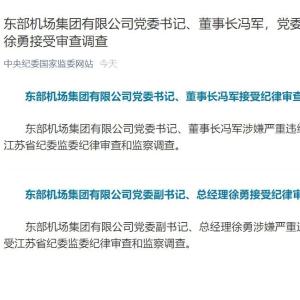 东部机场集团有限公司党委书记、董事长冯军，党委
徐勇接受审查调查
中央纪委国家监委网站 今天
东部机场集团有限公司党委书记、董事长冯军接受纪律审
东部机场集团有限公司党委书记、董事长冯军涉嫌严重违纪
江苏省纪委监委纪律审查和监察调查。
东部机场集团有限公司党委副书记、总经理徐勇接受纪律审
东部机场集团有限公司党委副书记、总经理徐勇涉嫌严重违
受江苏省纪委监委纪律审查和监察调查。